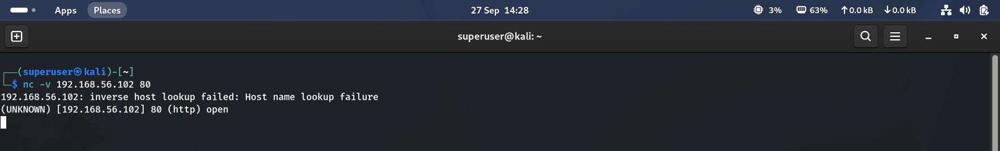 Apps Places 27 Sep 14:28 3% 63% ↑0.0 kB ↓0.0 kB
superuser@kali: ~
┌──(superuser㉿kali)-[~]
└─$ nc -v 192.168.56.102 80
192.168.56.102: inverse host lookup failed: Host name lookup failure
(UNKNOWN) [192.168.56.102] 80 (http) open